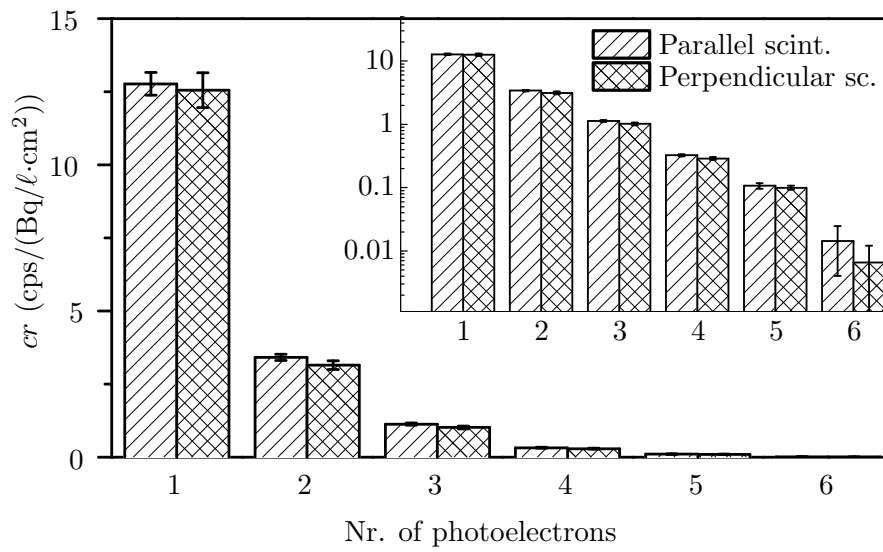 15
10
5
0
cr (cps/(Bq/ℓ·cm²))
1 2 3 4 5 6
Nr. of photoelectrons
Parallel scint.
Perpendicular sc.
10
1
0.1
0.01
1 2 3 4 5 6